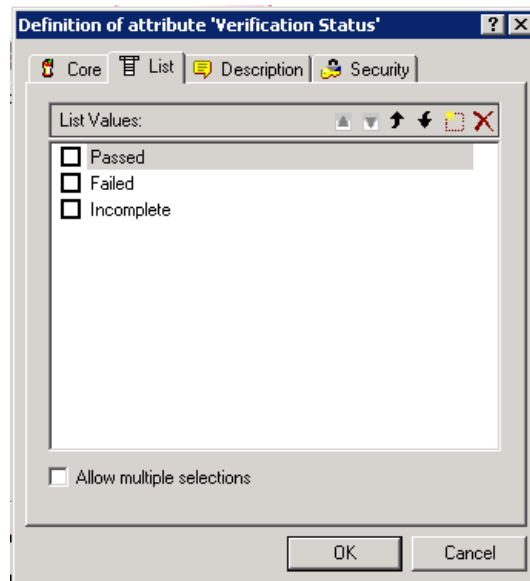 Definition of attribute 'Verification Status'
Core List Description Security
List Values:
Passed
Failed
Incomplete
Allow multiple selections
OK Cancel